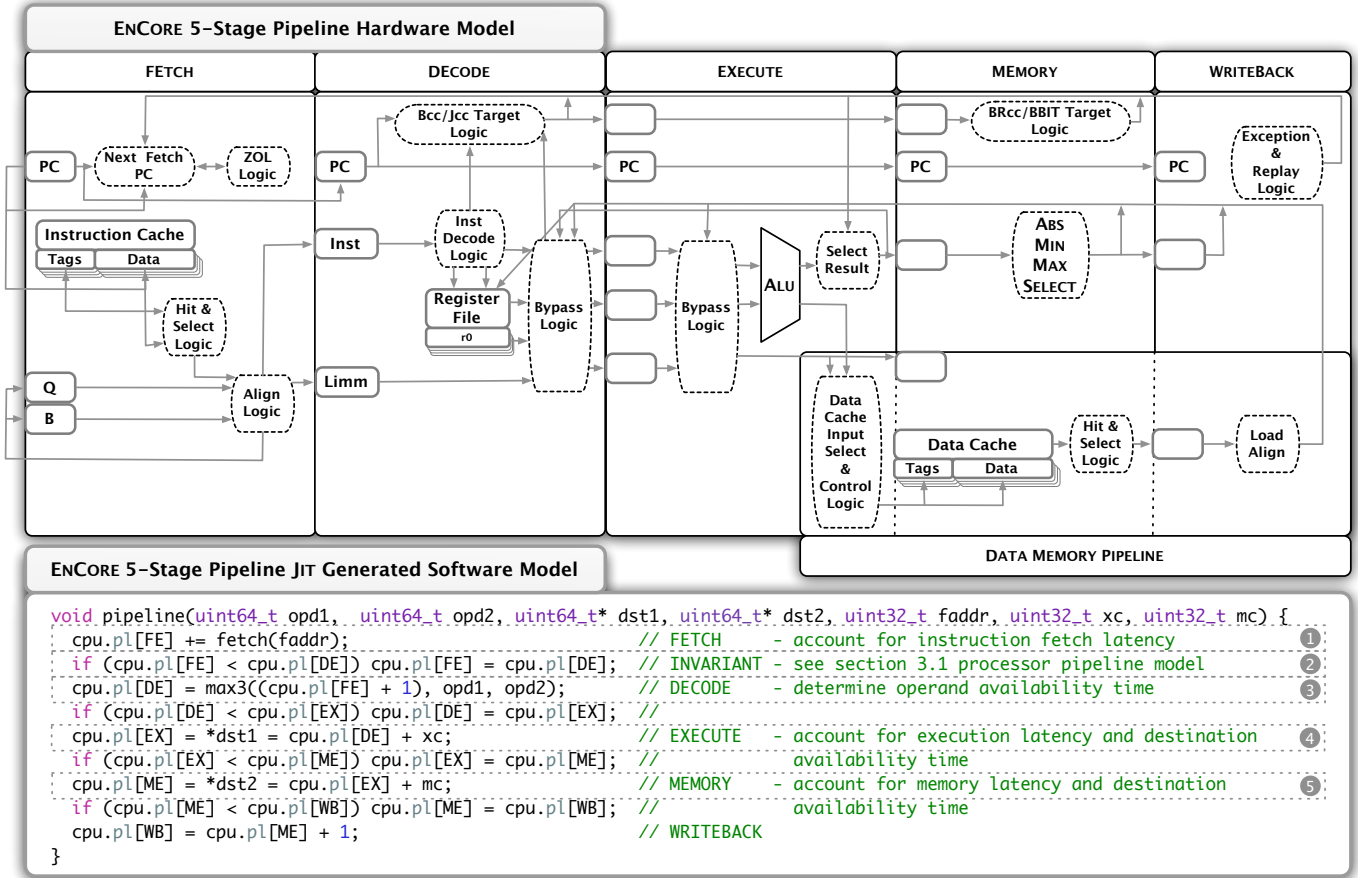 ENCORE 5-Stage Pipeline Hardware Model
FETCH
DECODE
EXECUTE
MEMORY
WRITEBACK
PC
Next Fetch
PC
ZOL
Logic
PC
Bcc/Jcc Target
Logic
PC
BRcc/BBIT Target
Logic
PC
PC
Exception
&
Replay
Logic
Instruction Cache
Tags
Data
Hit &
Select
Logic
Q
B
Align
Logic
Inst
Limm
Inst
Decode
Logic
Register
File
r0
Bypass
Logic
Bypass
Logic
ALU
Select
Result
ABS
MIN
MAX
SELECT
Data
Cache
Input
Select
&
Control
Logic
Data Cache
Tags
Data
Hit &
Select
Logic
Load
Align
DATA MEMORY PIPELINE
ENCORE 5-Stage Pipeline JIT Generated Software Model
void pipeline(uint64_t opd1, uint64_t opd2, uint64_t* dst1, uint64_t* dst2, uint32_t faddr, uint32_t xc, uint32_t mc) {
cpu.pl[FE] += fetch(faddr); // FETCH - account for instruction fetch latency 1
if (cpu.pl[FE] < cpu.pl[DE]) cpu.pl[FE] = cpu.pl[DE]; // INVARIANT - see section 3.1 processor pipeline model 2
cpu.pl[DE] = max3((cpu.pl[FE] + 1), opd1, opd2); // DECODE - determine operand availability time 3
if (cpu.pl[DE] < cpu.pl[EX]) cpu.pl[DE] = cpu.pl[EX]; //
cpu.pl[EX] = *dst1 = cpu.pl[DE] + xc; // EXECUTE - account for execution latency and destination 4
if (cpu.pl[EX] < cpu.pl[ME]) cpu.pl[EX] = cpu.pl[ME]; // availability time
cpu.pl[ME] = *dst2 = cpu.pl[EX] + mc; // MEMORY - account for memory latency and destination 5
if (cpu.pl[ME] < cpu.pl[WB]) cpu.pl[ME] = cpu.pl[WB]; // availability time
cpu.pl[WB] = cpu.pl[ME] + 1; // WRITEBACK
}